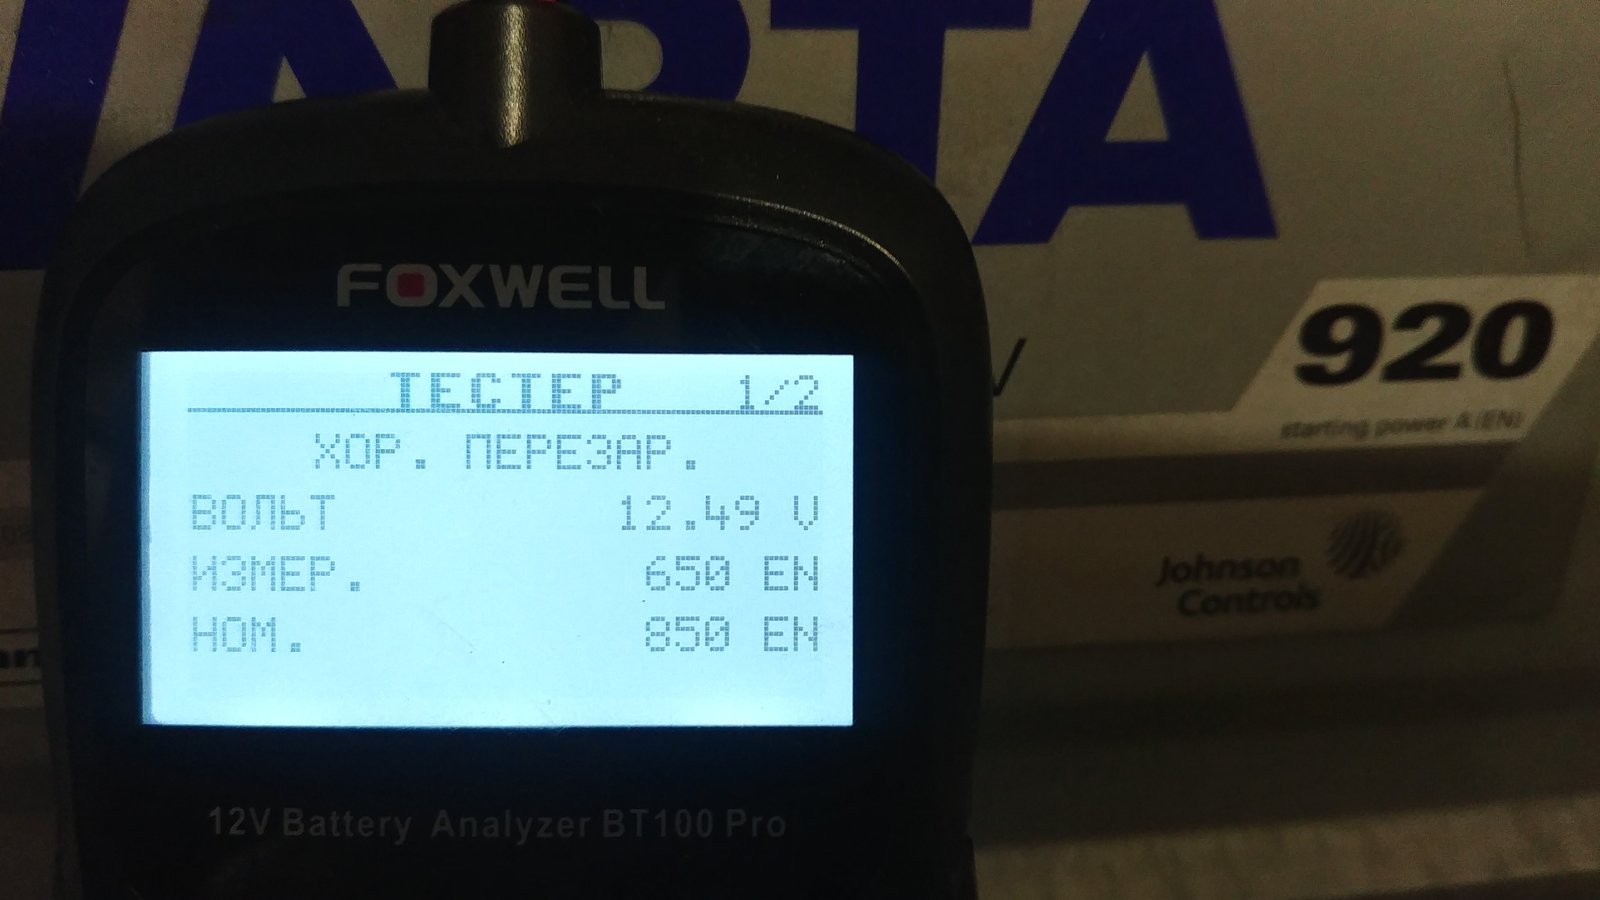 VARTA
FOXWELL
ТЕСТЕР 1/2
ХОР. ПЕРЕЗАР.
ВОЛЬТ 12.49 V
ИЗМЕР. 650 EN
НОМ. 850 EN
12V Battery Analyzer BT100 Pro
920
starting power A (EN)
Johnson
Controls